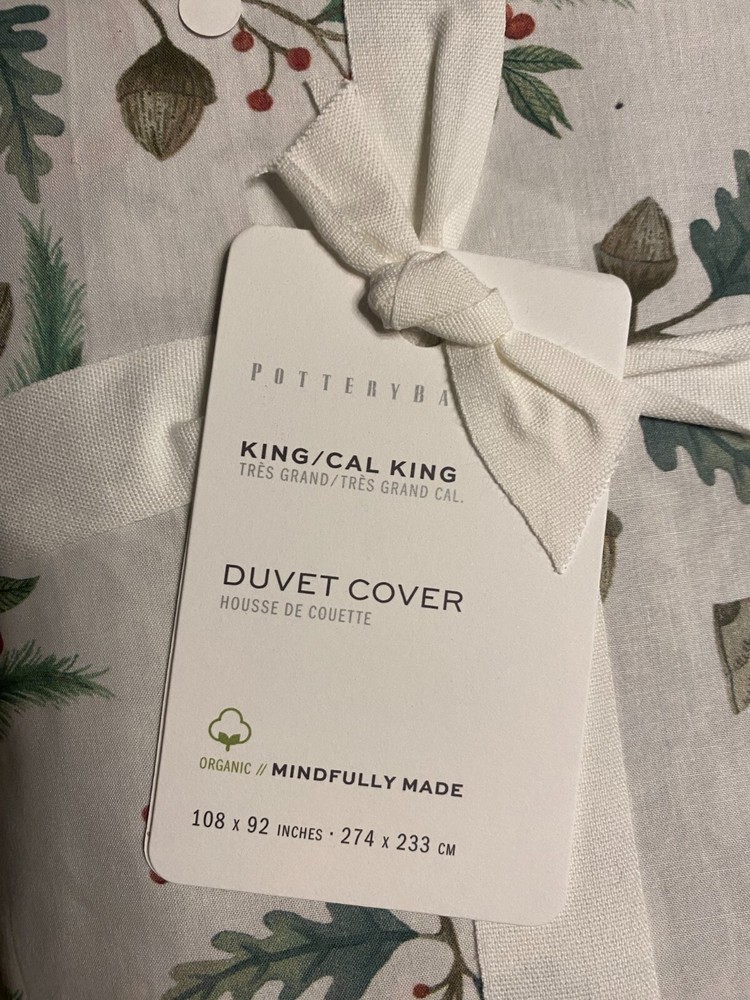 POTTERYBA
KING/CAL KING
TRÈS GRAND/TRÈS GRAND CAL.
DUVET COVER
HOUSSE DE COUETTE
ORGANIC // MINDFULLY MADE
108 x 92 INCHES · 274 x 233 CM